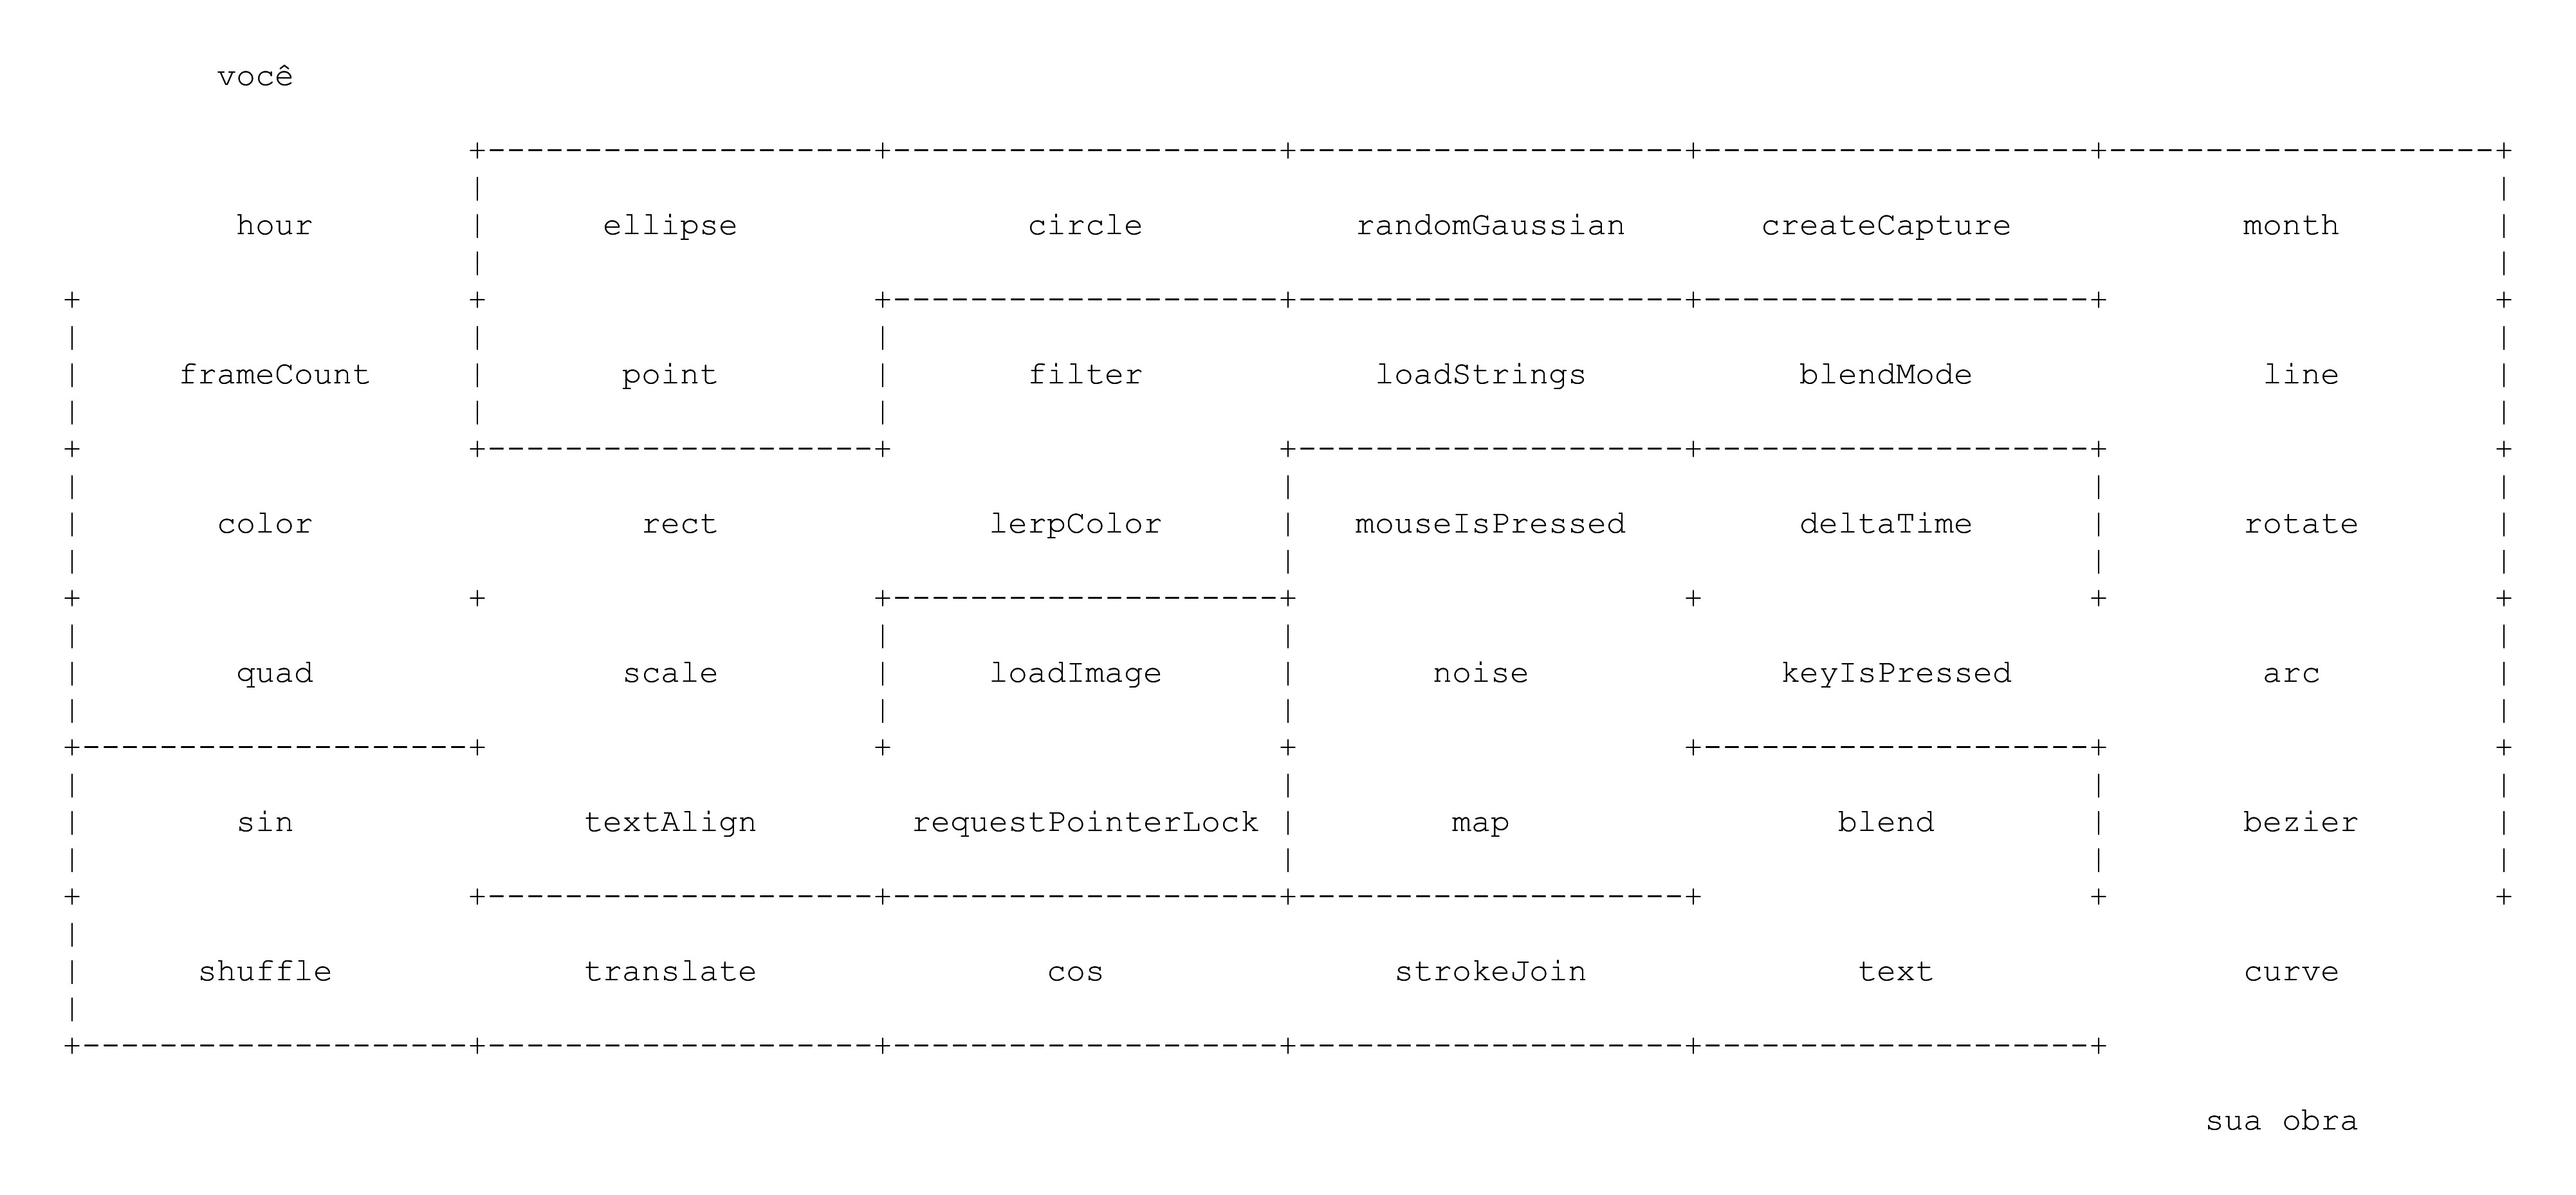 você
hour ellipse circle randomGaussian createCapture month
frameCount point filter loadStrings blendMode line
color rect lerpColor mouseIsPressed deltaTime rotate
quad scale loadImage noise keyIsPressed arc
sin textAlign requestPointerLock map blend bezier
shuffle translate cos strokeJoin text curve
sua obra